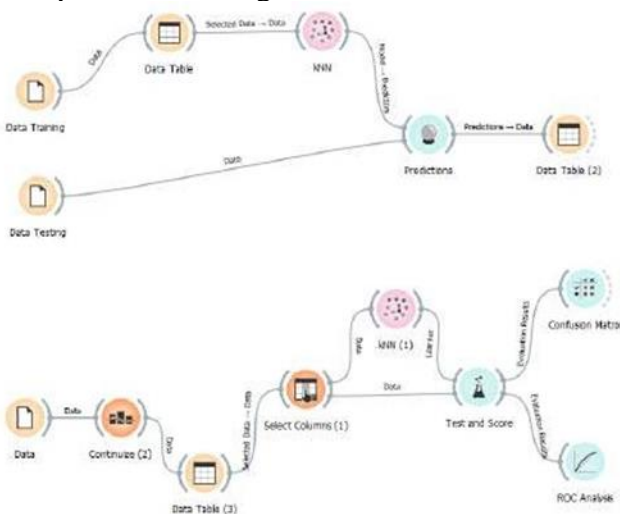 Data
Selected Data → Data
Data Table
kNN
Model → Predictors
Data Training
Predictions → Data
Predictions
Data Table (2)
Data
Data Testing
kNN (1)
Evaluation Results
Confusion Matrix
Data
Learner
Data
Data
Select Columns (1)
Test and Score
Data
Continuize (2)
Data
Selected Data → Data
Evaluation Results
Data Table (3)
ROC Analysis